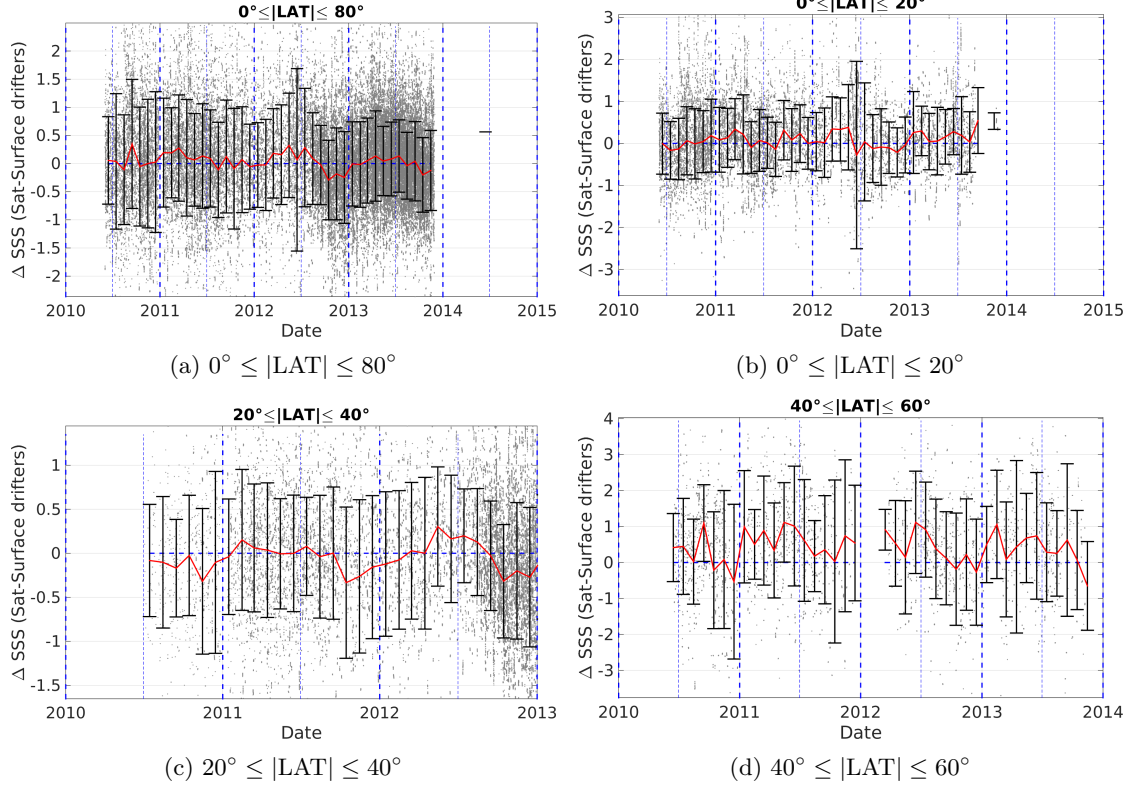 0°≤|LAT|≤ 80°
Δ SSS (Sat-Surface drifters)
2
1.5
1
0.5
0
-0.5
-1
-1.5
-2
2010 2011 2012 2013 2014 2015
Date
(a) 0° ≤ |LAT| ≤ 80°
0°≤|LAT|≤ 20°
Δ SSS (Sat-Surface drifters)
3
2
1
0
-1
-2
-3
2010 2011 2012 2013 2014 2015
Date
(b) 0° ≤ |LAT| ≤ 20°
20°≤|LAT|≤ 40°
Δ SSS (Sat-Surface drifters)
1
0.5
0
-0.5
-1
-1.5
2010 2011 2012 2013
Date
(c) 20° ≤ |LAT| ≤ 40°
40°≤|LAT|≤ 60°
Δ SSS (Sat-Surface drifters)
4
3
2
1
0
-1
-2
-3
2010 2011 2012 2013 2014
Date
(d) 40° ≤ |LAT| ≤ 60°